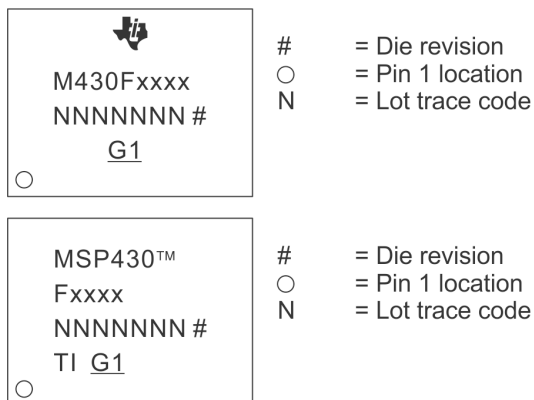 M430Fxxxx
NNNNNNN #
G1
# = Die revision
○ = Pin 1 location
N = Lot trace code
MSP430™
Fxxxx
NNNNNNN #
TI G1
# = Die revision
○ = Pin 1 location
N = Lot trace code